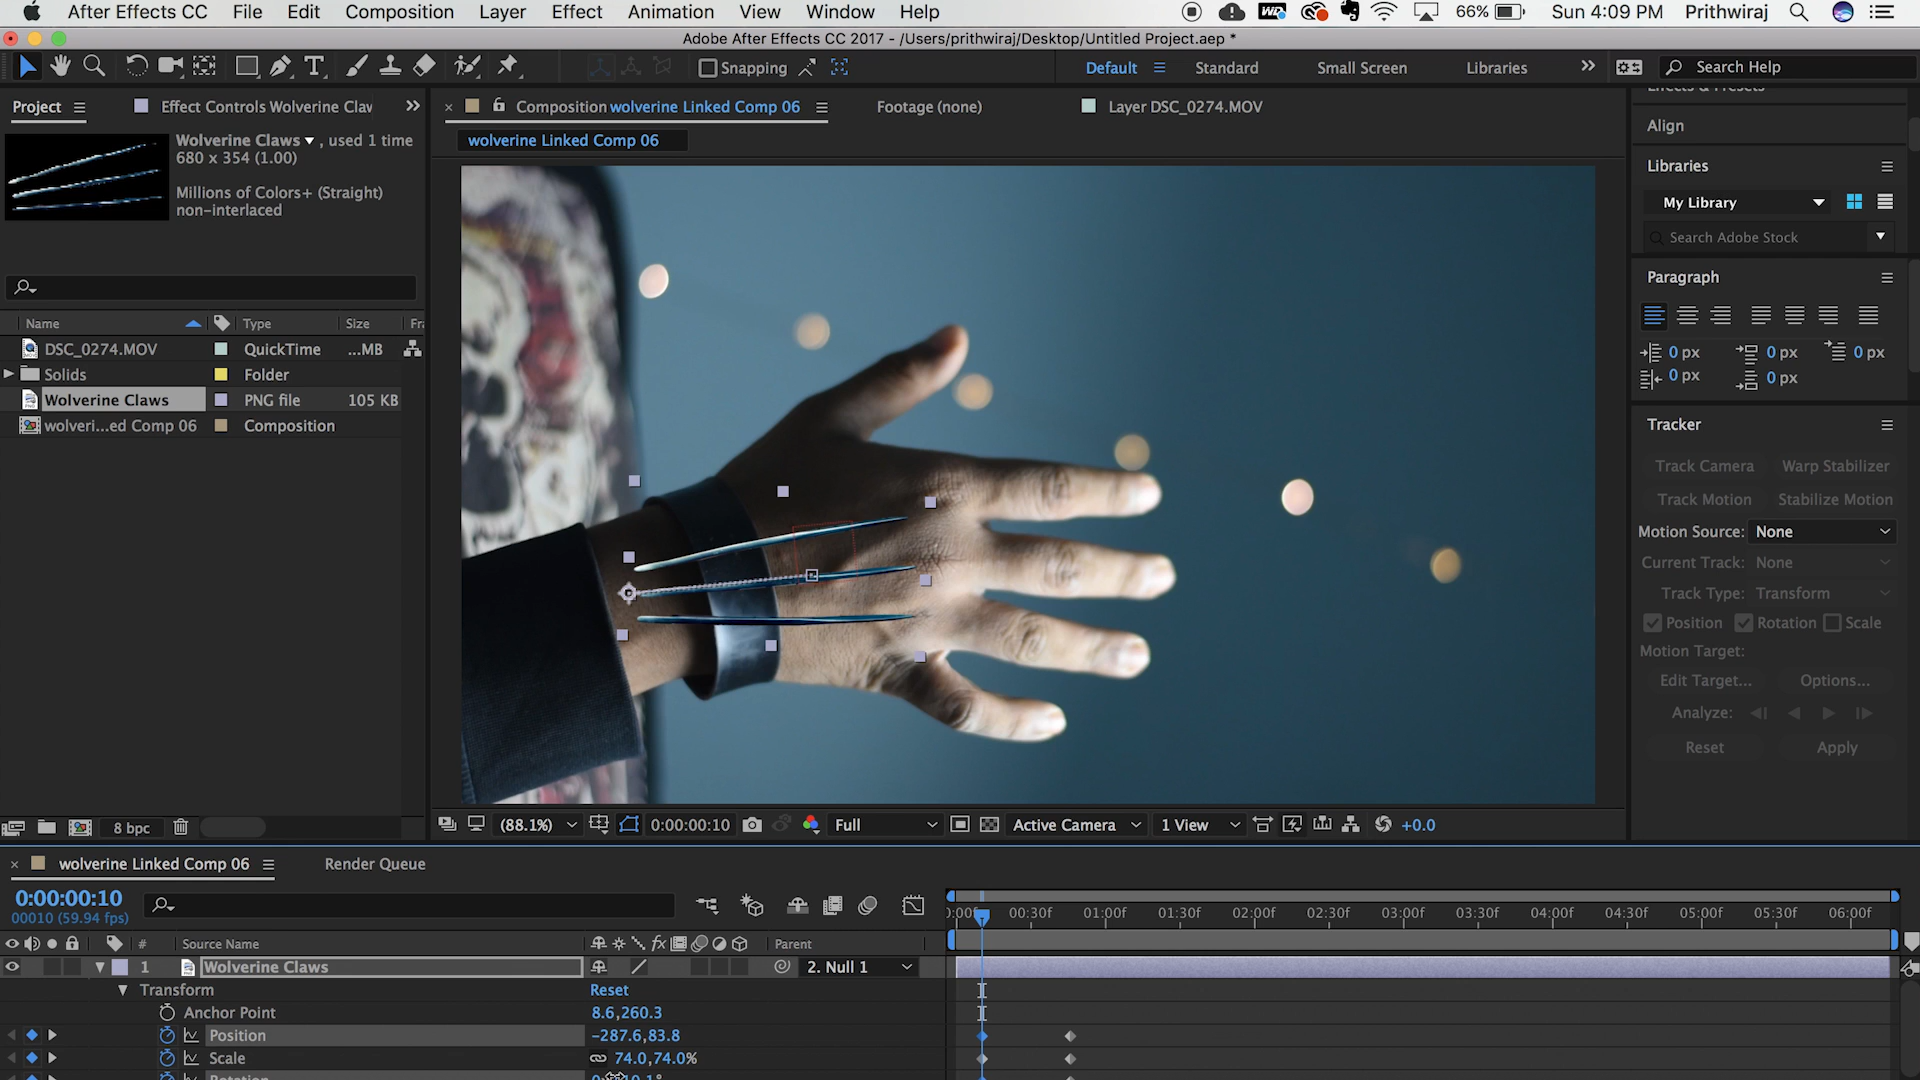 After Effects CC File Edit Composition Layer Effect Animation View Window Help 66% Sun 4:09 PM Prithwiraj
Adobe After Effects CC 2017 - /Users/prithwiraj/Desktop/Untitled Project.aep *
Snapping Default Standard Small Screen Libraries Search Help
Project Effect Controls Wolverine Clav Composition wolverine Linked Comp 06 Footage (none) Layer DSC_0274.MOV
wolverine Linked Comp 06
Wolverine Claws , used 1 time
680 x 354 (1.00)
Millions of Colors+ (Straight)
non-interlaced
Name Type Size Fr
DSC_0274.MOV QuickTime ...MB
Solids Folder
Wolverine Claws PNG file 105 KB
wolveri...ed Comp 06 Composition
8 bpc
(88.1%) 0:00:00:10 Full Active Camera 1 View +0.0
Effects & Presets
Align
Libraries
My Library
Search Adobe Stock
Paragraph
0 px 0 px 0 px
0 px 0 px
Tracker
Track Camera Warp Stabilizer
Track Motion Stabilize Motion
Motion Source: None
Current Track: None
Track Type: Transform
Position Rotation Scale
Motion Target:
Edit Target... Options...
Analyze:
Reset Apply
wolverine Linked Comp 06 Render Queue
0:00:00:10
00010 (59.94 fps)
00:30f 01:00f 01:30f 02:00f 02:30f 03:00f 03:30f 04:00f 04:30f 05:00f 05:30f 06:00f
# Source Name fx Parent
1 Wolverine Claws 2. Null 1
Transform Reset
Anchor Point 8.6,260.3
Position -287.6,83.8
Scale 74.0,74.0%